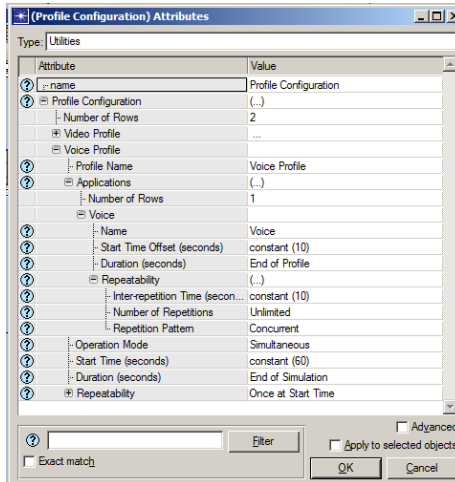 (Profile Configuration) Attributes
Type: Utilities
Attribute Value
name Profile Configuration
Profile Configuration (...)
Number of Rows 2
Video Profile ...
Voice Profile
Profile Name Voice Profile
Applications (...)
Number of Rows 1
Voice
Name Voice
Start Time Offset (seconds) constant (10)
Duration (seconds) End of Profile
Repeatability (...)
Inter-repetition Time (secon... constant (10)
Number of Repetitions Unlimited
Repetition Pattern Concurrent
Operation Mode Simultaneous
Start Time (seconds) constant (60)
Duration (seconds) End of Simulation
Repeatability Once at Start Time
Advanced
Filter
Apply to selected objects
Exact match
OK Cancel